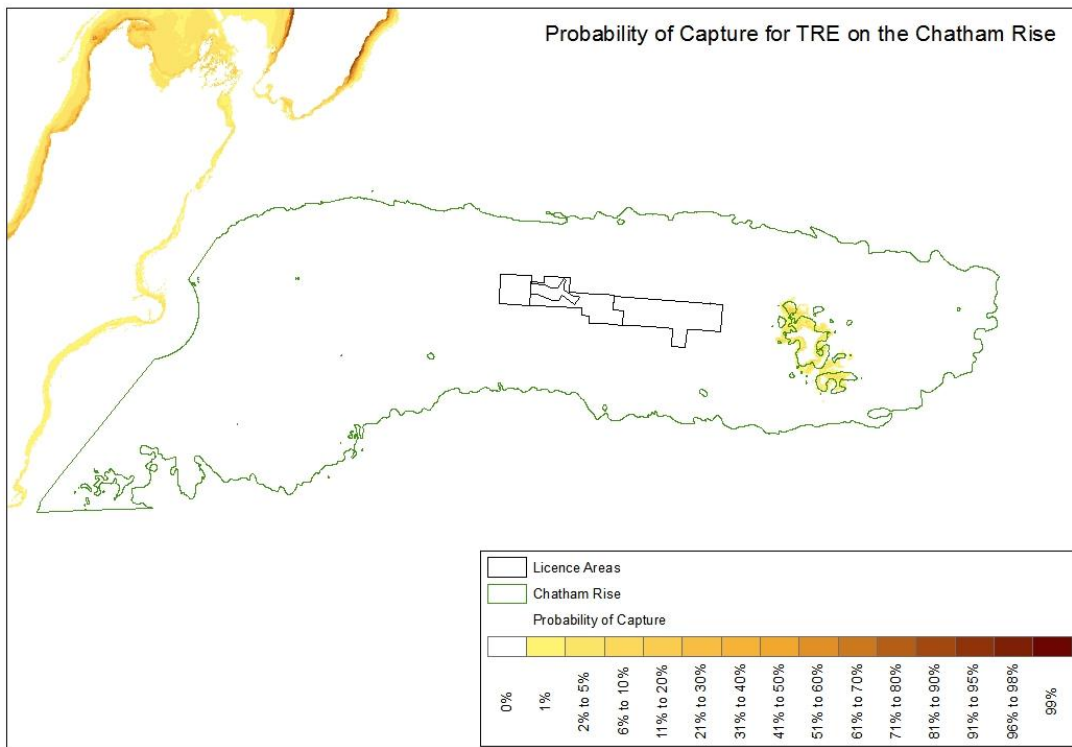 Probability of Capture for TRE on the Chatham Rise
Licence Areas
Chatham Rise
Probability of Capture
0%
1%
2% to 5%
6% to 10%
11% to 20%
21% to 30%
31% to 40%
41% to 50%
51% to 60%
61% to 70%
71% to 80%
81% to 90%
91% to 95%
96% to 98%
99%